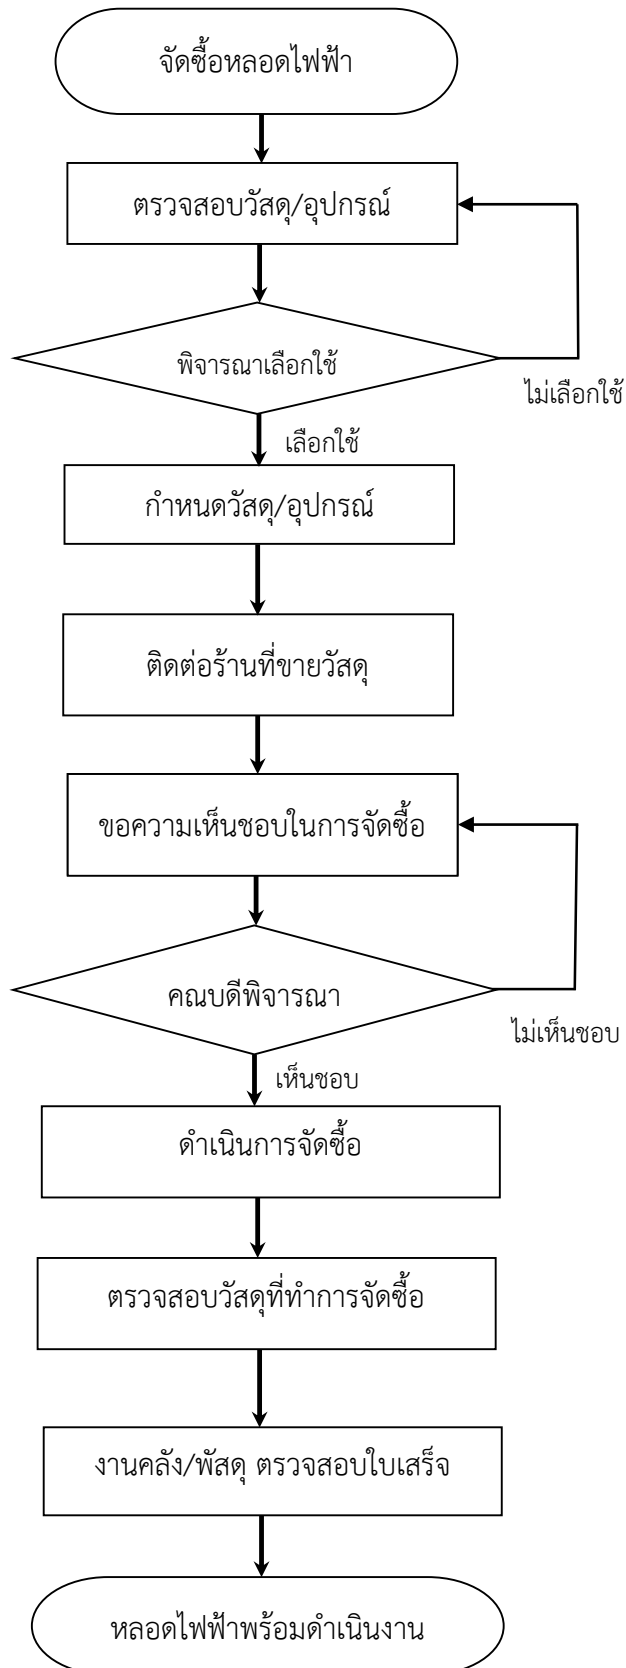 จัดซื้อหลอดไฟฟ้า
ตรวจสอบวัสดุ/อุปกรณ์
พิจารณาเลือกใช้
ไม่เลือกใช้
เลือกใช้
กำหนดวัสดุ/อุปกรณ์
ติดต่อร้านที่ขายวัสดุ
ขอความเห็นชอบในการจัดซื้อ
คณบดีพิจารณา
ไม่เห็นชอบ
เห็นชอบ
ดำเนินการจัดซื้อ
ตรวจสอบวัสดุที่ทำการจัดซื้อ
งานคลัง/พัสดุ ตรวจสอบใบเสร็จ
หลอดไฟฟ้าพร้อมดำเนินงาน